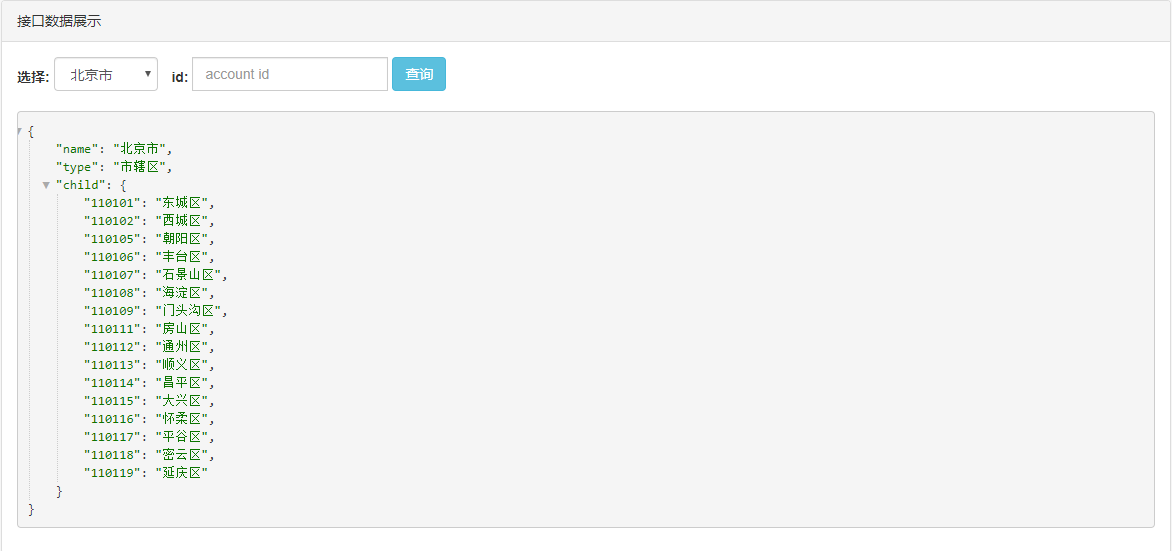 接口数据展示
选择: 北京市 id: account id 查询
{
"name": "北京市",
"type": "市辖区",
"child": {
"110101": "东城区",
"110102": "西城区",
"110105": "朝阳区",
"110106": "丰台区",
"110107": "石景山区",
"110108": "海淀区",
"110109": "门头沟区",
"110111": "房山区",
"110112": "通州区",
"110113": "顺义区",
"110114": "昌平区",
"110115": "大兴区",
"110116": "怀柔区",
"110117": "平谷区",
"110118": "密云区",
"110119": "延庆区"
}
}